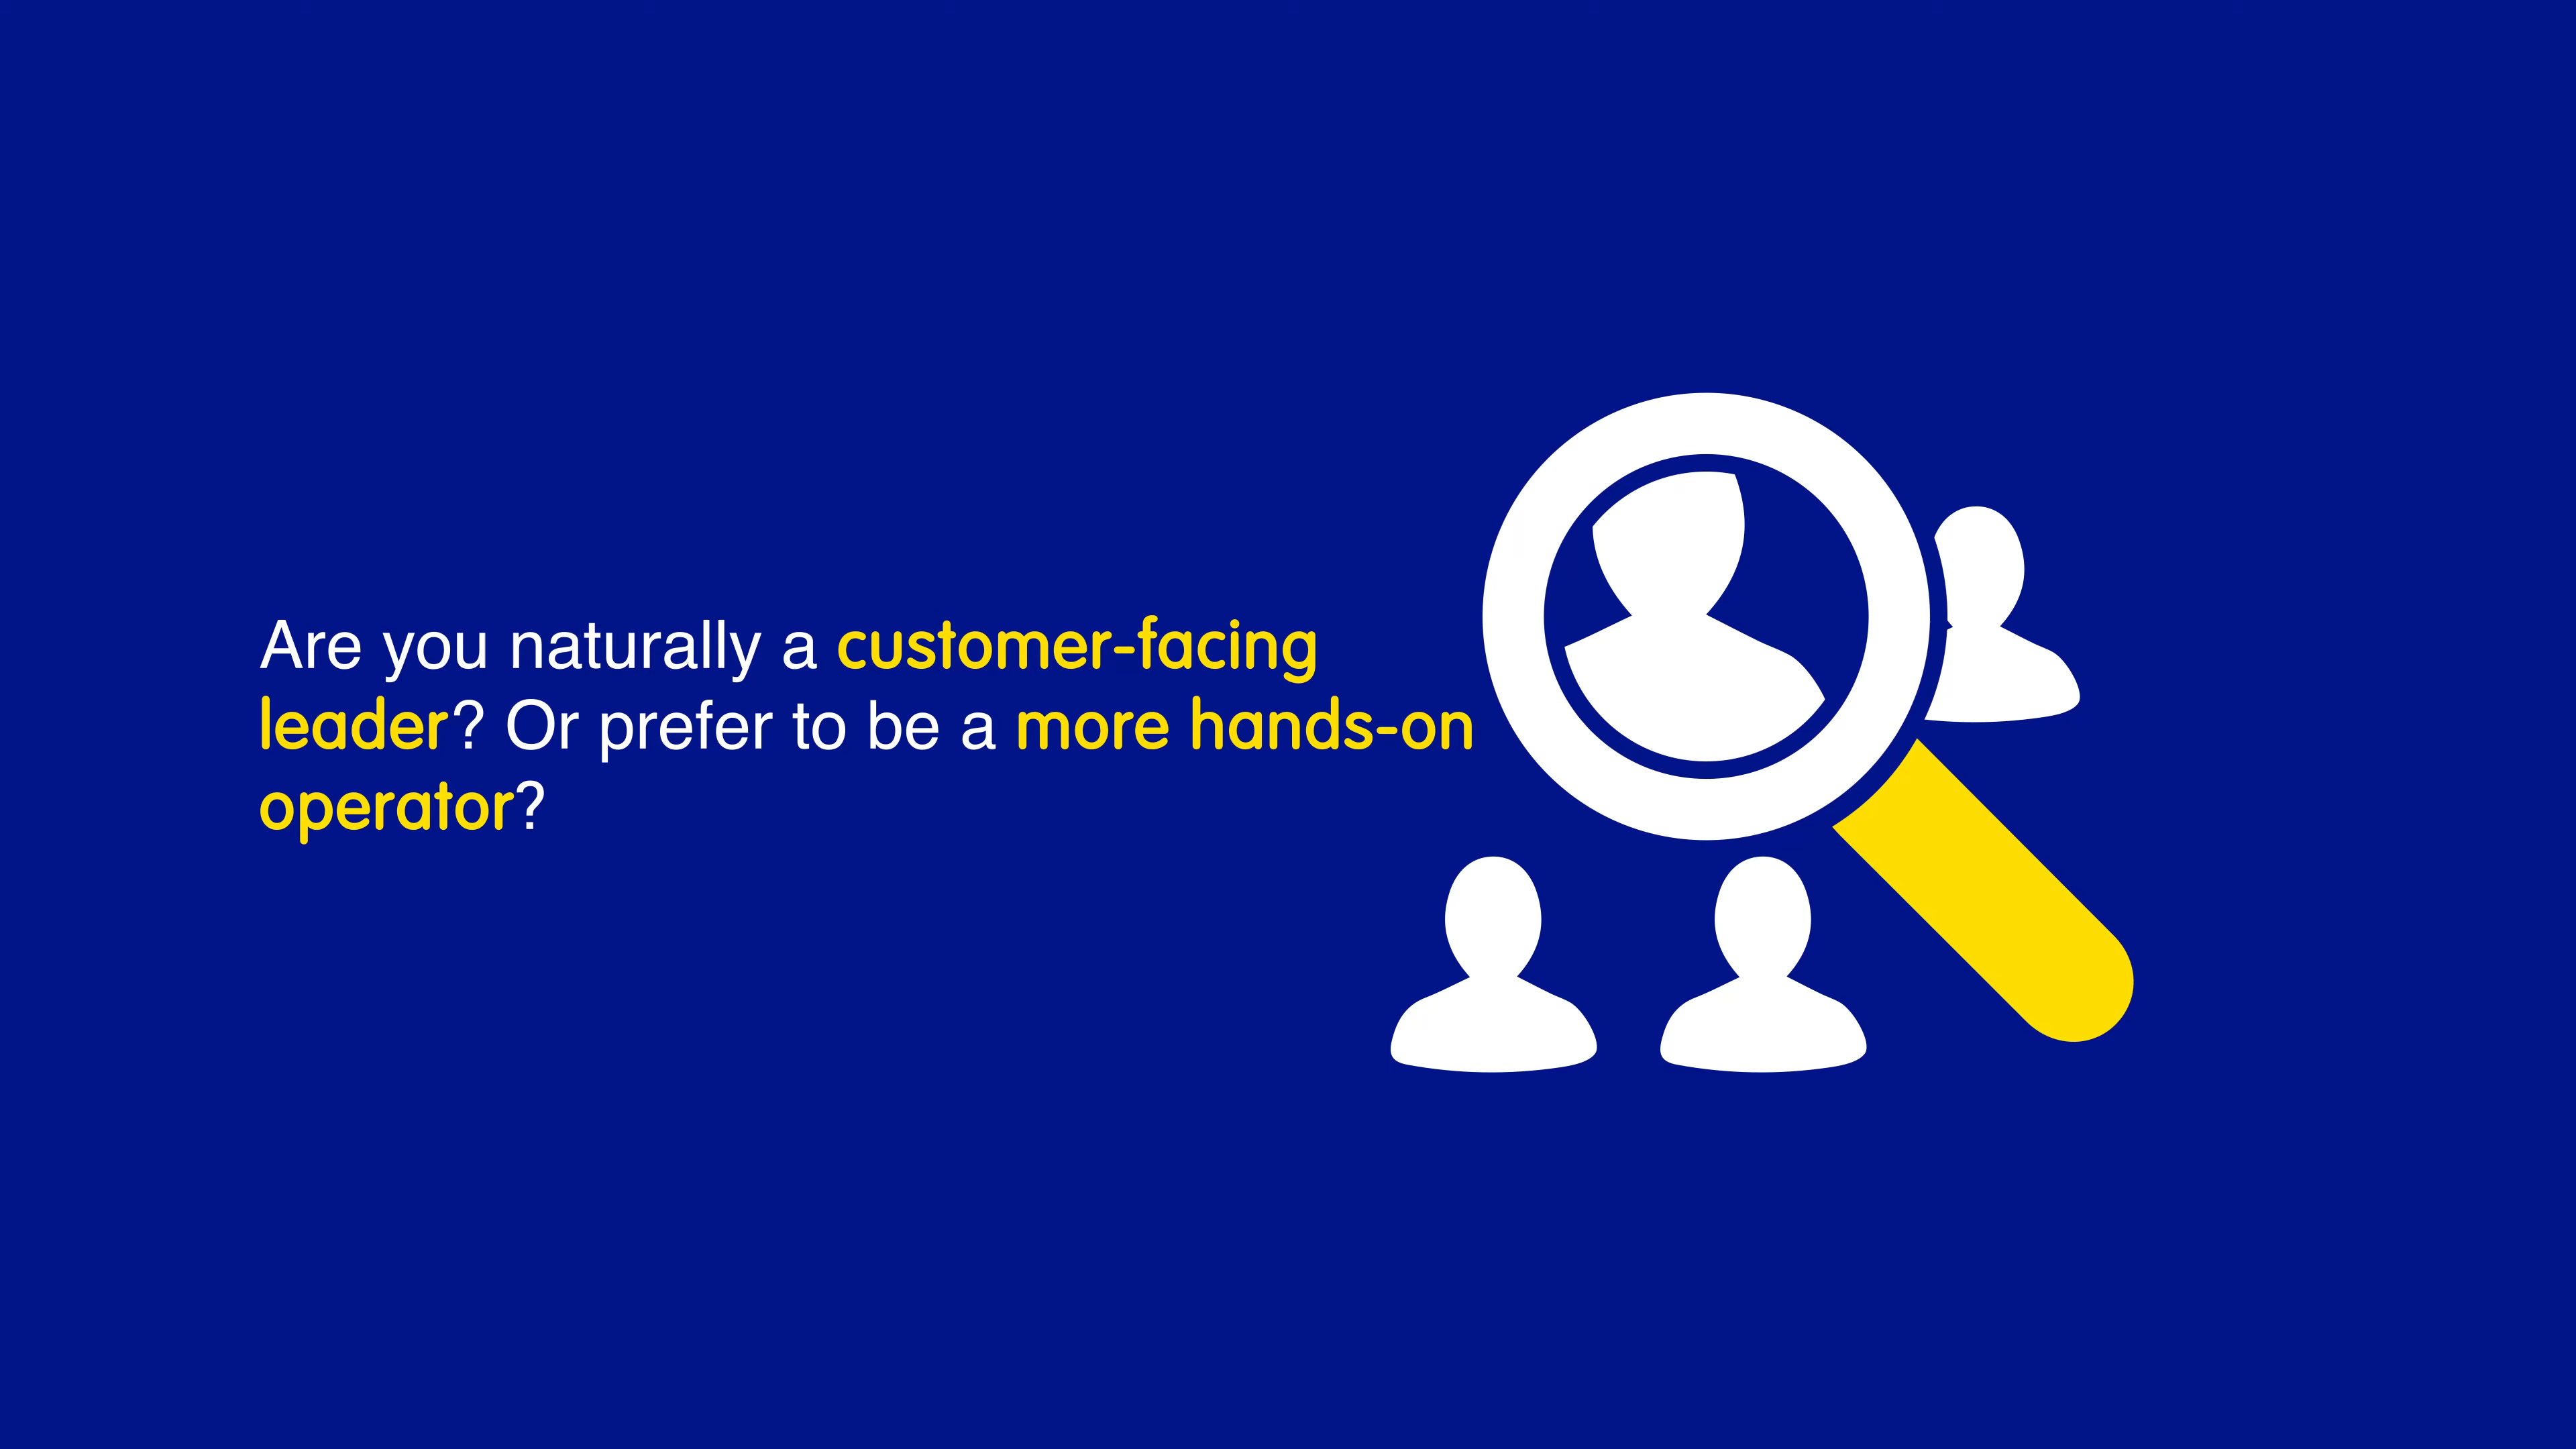 Are you naturally a customer-facing
leader? Or prefer to be a more hands-on
operator?